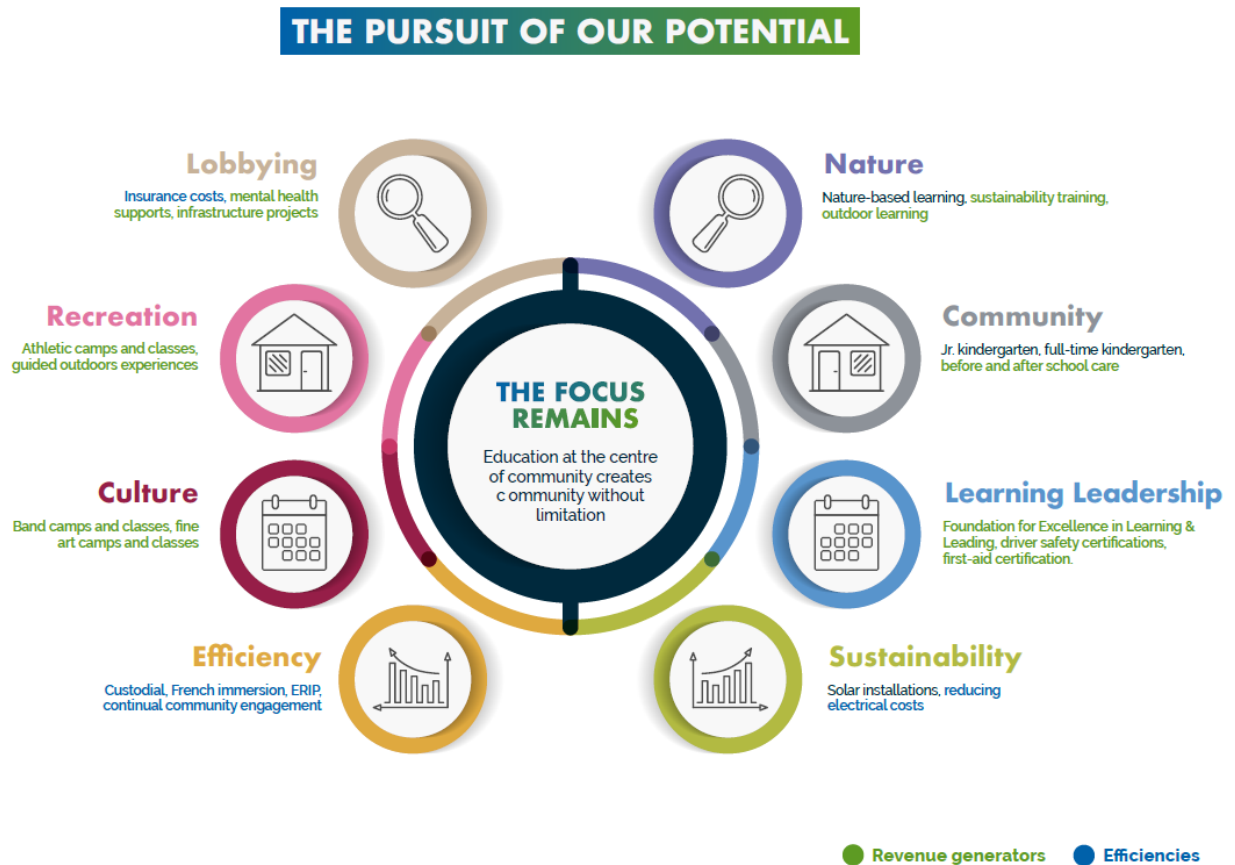 THE PURSUIT OF OUR POTENTIAL
Lobbying
Insurance costs, mental health
supports, infrastructure projects
Nature
Nature-based learning, sustainability training,
outdoor learning
Recreation
Athletic camps and classes,
guided outdoors experiences
Community
Jr. kindergarten, full-time kindergarten,
before and after school care
THE FOCUS
REMAINS
Education at the centre
of community creates
c ommunity without
limitation
Culture
Band camps and classes, fine
art camps and classes
Learning Leadership
Foundation for Excellence in Learning &
Leading, driver safety certifications,
first-aid certification.
Efficiency
Custodial, French immersion, ERIP,
continual community engagement
Sustainability
Solar installations, reducing
electrical costs
Revenue generators
Efficiencies